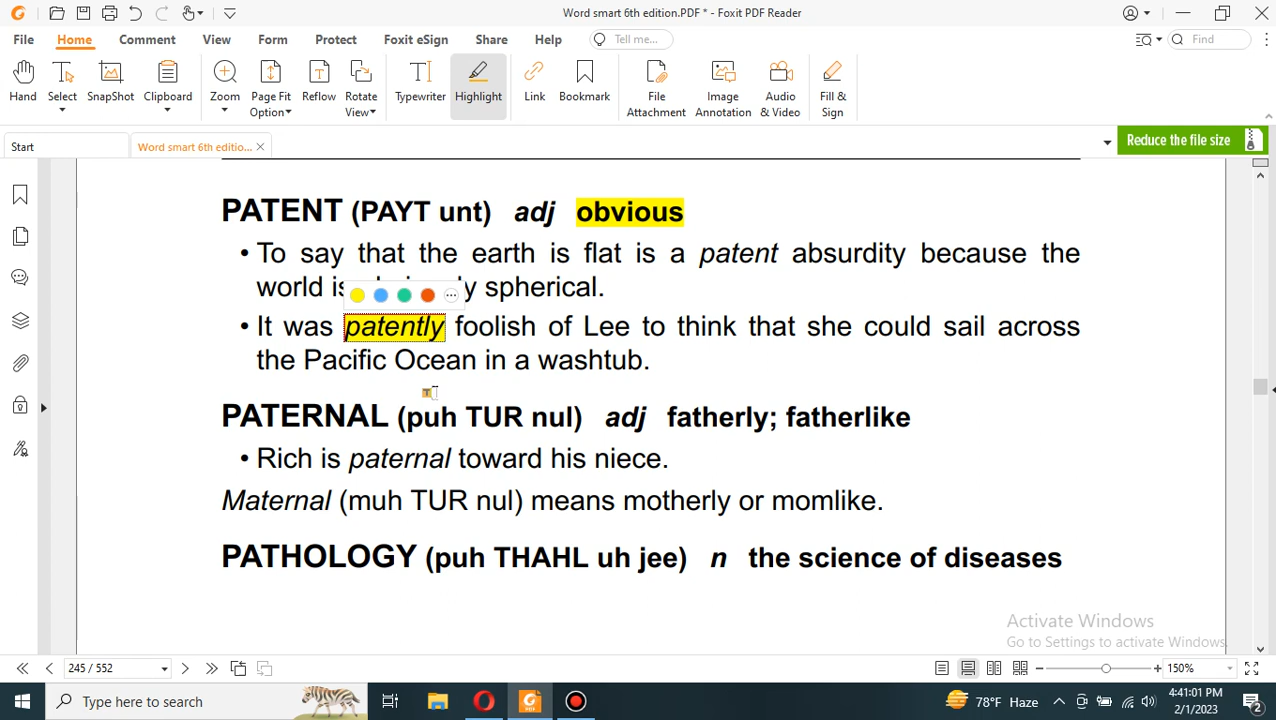 Word smart 6th edition.PDF * - Foxit PDF Reader
File Home Comment View Form Protect Foxit eSign Share Help Tell me... Find
Hand Select SnapShot Clipboard Zoom Page Fit Option Reflow Rotate View Typewriter Highlight Link Bookmark File Attachment Image Annotation Audio & Video Fill & Sign
Start Word smart 6th editio... Reduce the file size
PATENT (PAYT unt) adj obvious
• To say that the earth is flat is a patent absurdity because the
world is spherical.
• It was patently foolish of Lee to think that she could sail across
the Pacific Ocean in a washtub.
PATERNAL (puh TUR nul) adj fatherly; fatherlike
• Rich is paternal toward his niece.
Maternal (muh TUR nul) means motherly or momlike.
PATHOLOGY (puh THAHL uh jee) n the science of diseases
Activate Windows
Go to Settings to activate Windows.
245 / 552 150%
Type here to search 78°F Haze 4:41:01 PM
2/1/2023 2